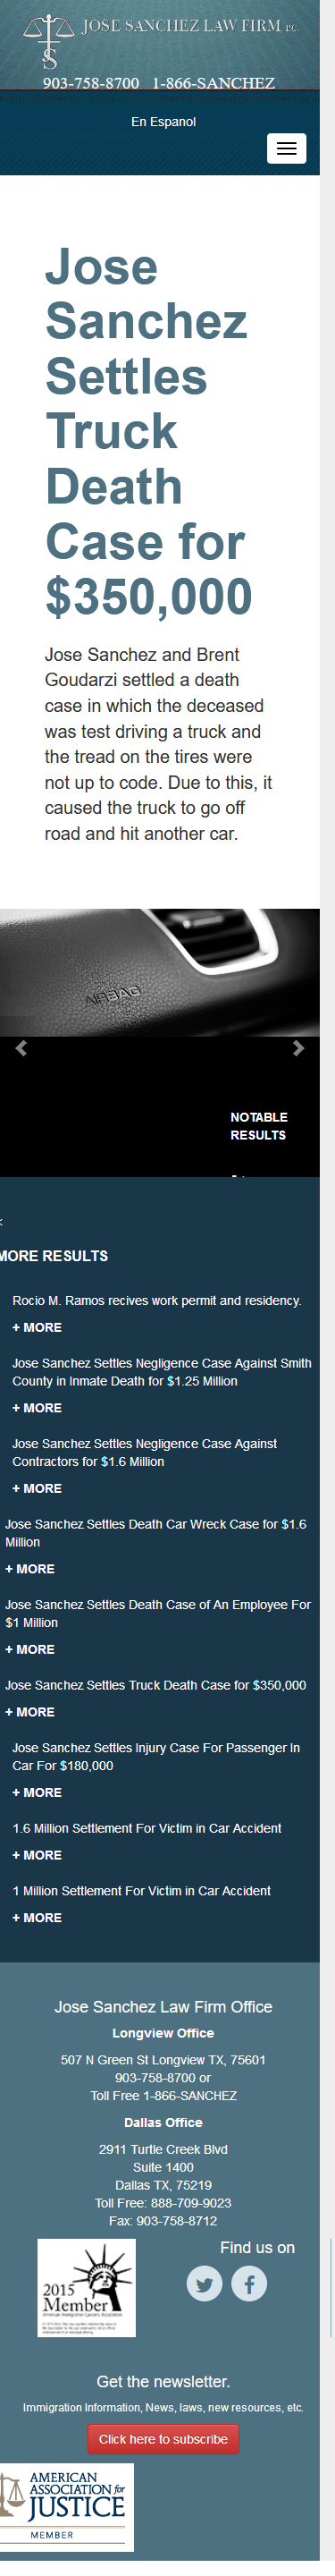 JOSE SANCHEZ LAW FIRM, P.C.
903-758-8700 1-866-SANCHEZ
En Espanol
Jose
Sanchez
Settles
Truck
Death
Case for
$350,000
Jose Sanchez and Brent
Goudarzi settled a death
case in which the deceased
was test driving a truck and
the tread on the tires were
not up to code. Due to this, it
caused the truck to go off
road and hit another car.
AIRBAG
NOTABLE
RESULTS
MORE RESULTS
Rocio M. Ramos recives work permit and residency.
+ MORE
Jose Sanchez Settles Negligence Case Against Smith
County in Inmate Death for $1.25 Million
+ MORE
Jose Sanchez Settles Negligence Case Against
Contractors for $1.6 Million
+ MORE
Jose Sanchez Settles Death Car Wreck Case for $1.6
Million
+ MORE
Jose Sanchez Settles Death Case of An Employee For
$1 Million
+ MORE
Jose Sanchez Settles Truck Death Case for $350,000
+ MORE
Jose Sanchez Settles Injury Case For Passenger In
Car For $180,000
+ MORE
1.6 Million Settlement For Victim in Car Accident
+ MORE
1 Million Settlement For Victim in Car Accident
+ MORE
Jose Sanchez Law Firm Office
Longview Office
507 N Green St Longview TX, 75601
903-758-8700 or
Toll Free 1-866-SANCHEZ
Dallas Office
2911 Turtle Creek Blvd
Suite 1400
Dallas TX, 75219
Toll Free: 888-709-9023
Fax: 903-758-8712
2015
Member
American Immigration Lawyers Association
Find us on
Get the newsletter.
Immigration Information, News, laws, new resources, etc.
Click here to subscribe
AMERICAN
ASSOCIATION for
JUSTICE
MEMBER